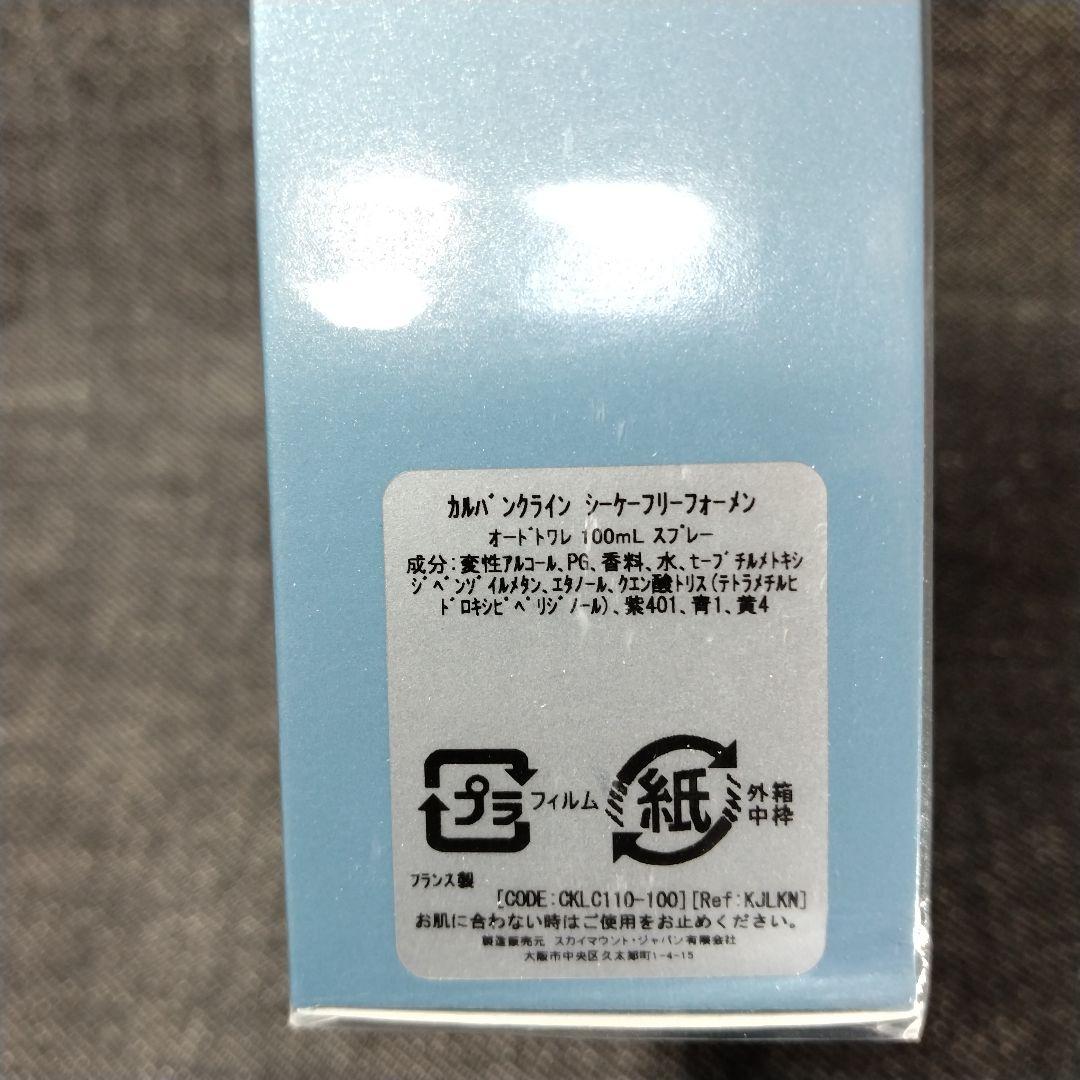 カルバンクライン シーケーフリーフォーメン
オードトワレ 100mL スプレー
成分:変性アルコール、PG、香料、水、t-ブチルメトキシ
ジベンゾイルメタン、エタノール、クエン酸トリス(テトラメチルヒ
ドロキシピペリジノール)、紫401、青1、黄4
プラ フィルム
紙 外箱
中枠
フランス製
[CODE:CKLC110-100][Ref:KJLKN]
お肌に合わない時はご使用をお止めください。
製造販売元 スカイマウント・ジャパン有限会社
大阪市中央区久太郎町1-4-15